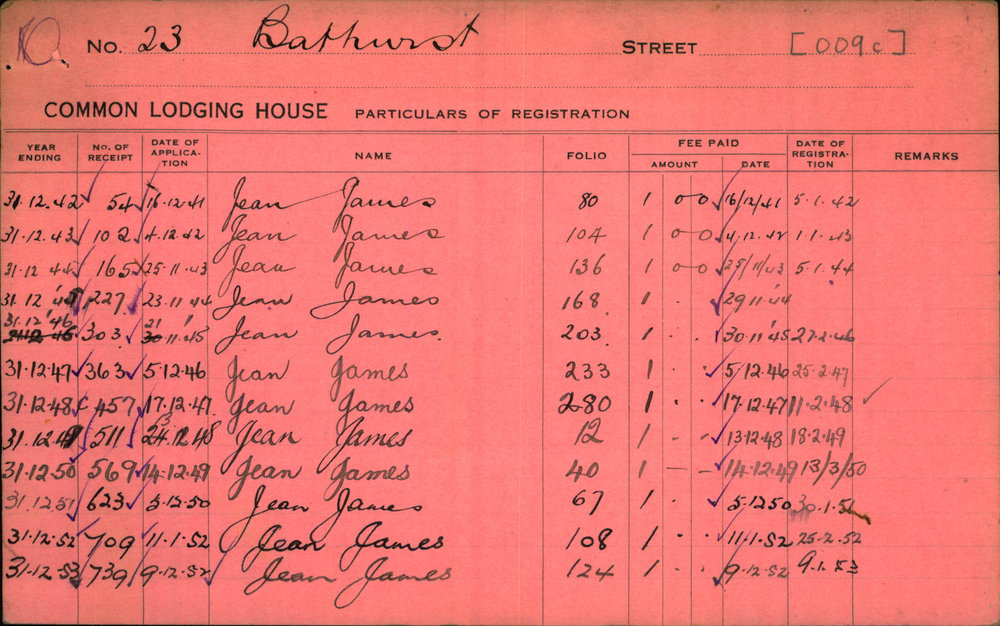 No. 23 Bathurst STREET [009c]
COMMON LODGING HOUSE PARTICULARS OF REGISTRATION
YEAR ENDING NO. OF RECEIPT DATE OF APPLICA-TION NAME FOLIO FEE PAID AMOUNT DATE DATE OF REGISTRA-TION REMARKS
31.12.42 54 16.12.41 Jean James 80 1 00 16/12/41 5.1.42
31.12.43 102 4.12.42 Jean James 104 1 00 4.12.42 1.1.43
31.12 44 165 25.11.43 Jean James 136 1 00 25/11/43 5.1.44
31.12 '45 227 23.11 '44 Jean James 168 1 . . 29 11 '44
31.12 '46 303 21 11 '45 Jean James 203 1 . . 30.11 '45 27.2.46
31.12.47 363 5.12.46 Jean James 233 1 . . 5.12.46 25.2.47
31.12.48 457 17.12.47 Jean James 280 1 . . 17.12.47 11.2.48 ✓
31.12.49 511 12.48 Jean James 12 1 - - 13.12.48 18.2.49
31.12.50 569 14.12.49 Jean James 40 1 — — 14.12.49 13/3/50
31.12.51 623 5.12.50 Jean James 67 1 . . 5.12.50 30.1.51
31.12.52 709 11.1.52 Jean James 108 1 . . 11.1.52 25.2.52
31.12.53 739 9.12.52 Jean James 124 1 . . 9.12.52 9.1.53